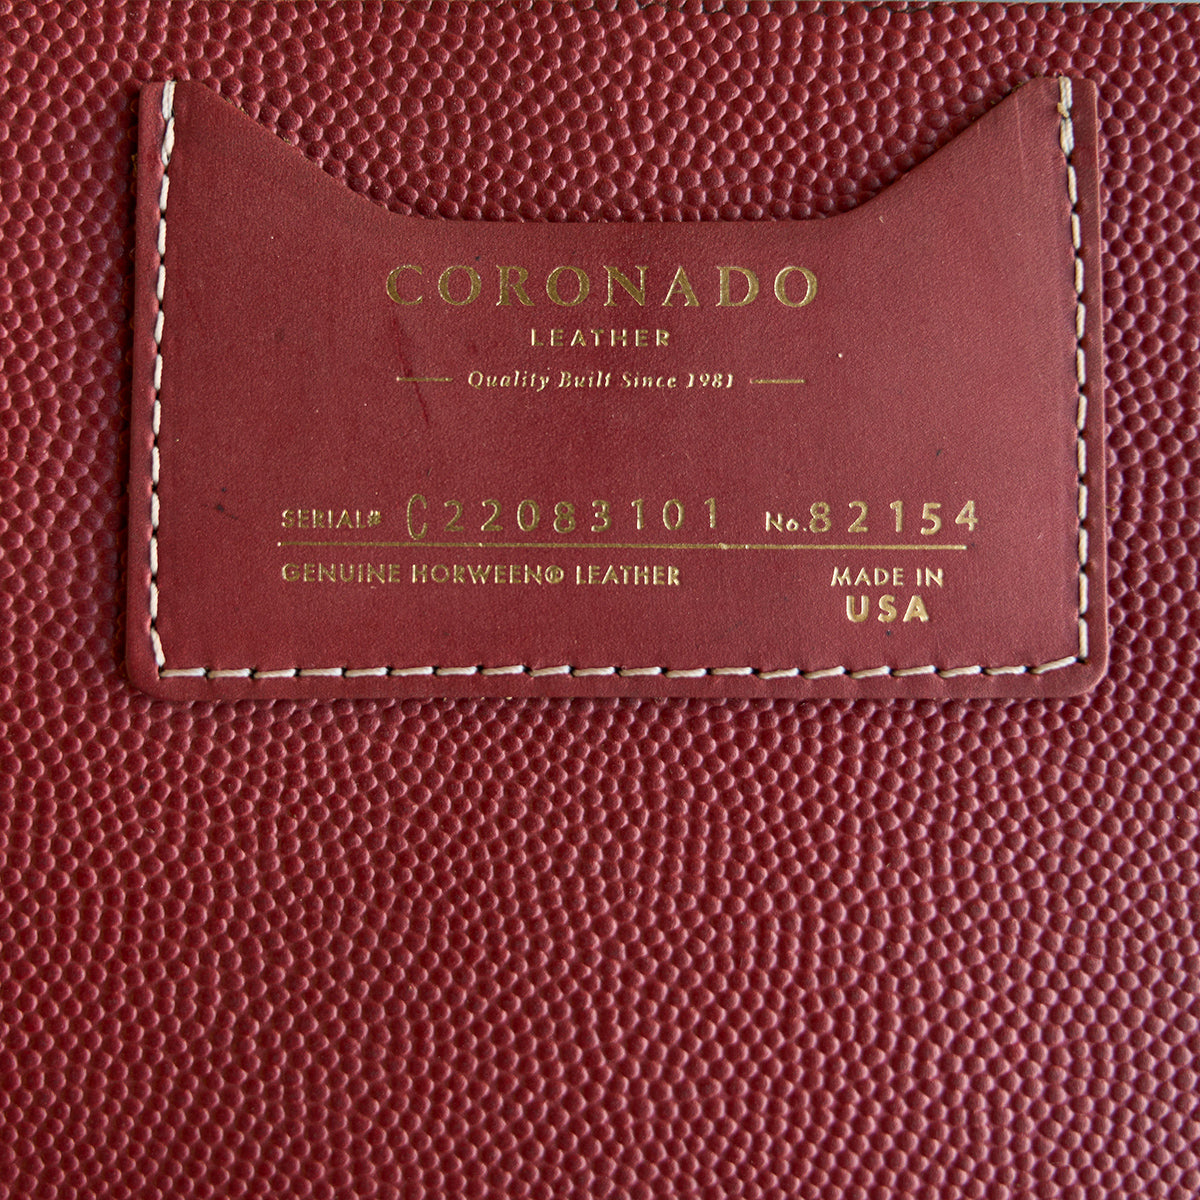 CORONADO
LEATHER
Quality Built Since 1981
SERIAL# C22083101 No. 82154
GENUINE HORWEEN® LEATHER
MADE IN
USA